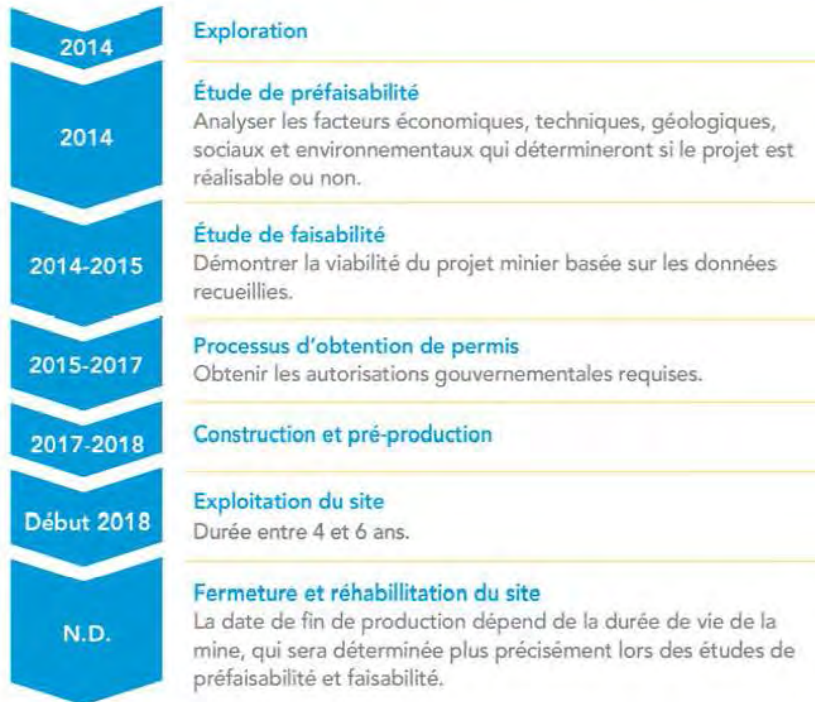 2014
Exploration
2014
Étude de préfaisabilité
Analyser les facteurs économiques, techniques, géologiques,
sociaux et environnementaux qui détermineront si le projet est
réalisable ou non.
2014-2015
Étude de faisabilité
Démontrer la viabilité du projet minier basée sur les données
recueillies.
2015-2017
Processus d'obtention de permis
Obtenir les autorisations gouvernementales requises.
2017-2018
Construction et pré-production
Début 2018
Exploitation du site
Durée entre 4 et 6 ans.
N.D.
Fermeture et réhabillitation du site
La date de fin de production dépend de la durée de vie de la
mine, qui sera déterminée plus précisément lors des études de
préfaisabilité et faisabilité.